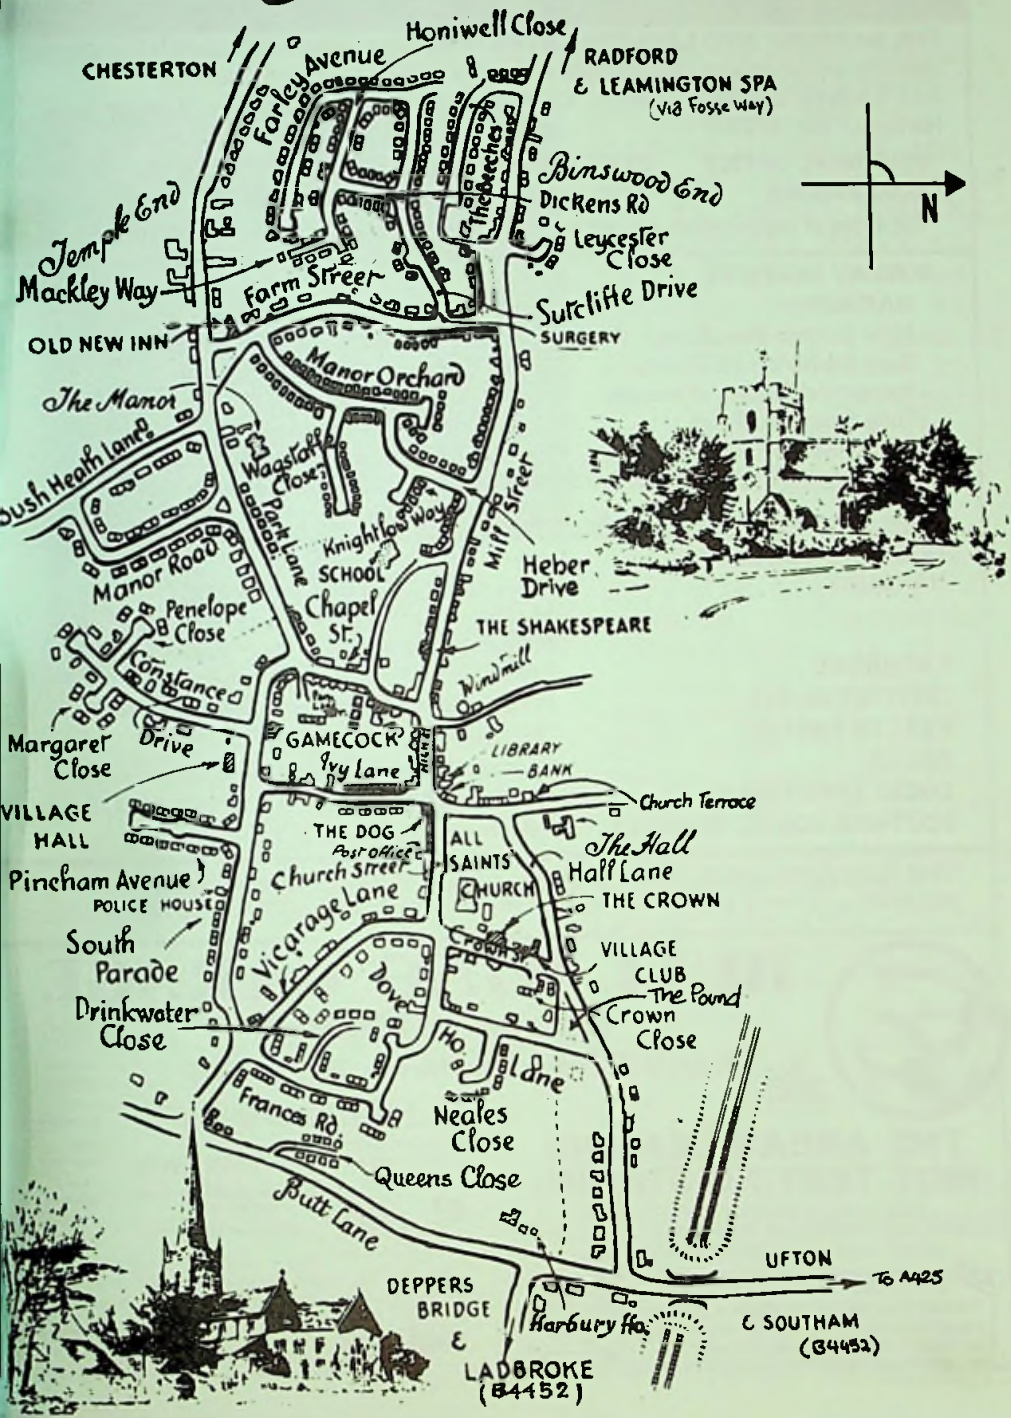 Honiwell Close
CHESTERTON
Farley Avenue
RADFORD
& LEAMINGTON SPA
(via Fosse Way)
The Beeches
Binswood End
Dickens Rd
N
Temple End
Leycester
Close
Mackley Way
Farm Street
Sutcliffe Drive
OLD NEW INN
SURGERY
Manor Orchard
The Manor
Wagstaff
Close
Bush Heath Lane
Park Lane
Knightlow Way
Mill Street
SCHOOL
Manor Road
Heber
Drive
Penelope
Close
Chapel
St.
THE SHAKESPEARE
Constance
Drive
Windmill
Margaret
Close
GAMECOCK
HIGH ST
Ivy Lane
LIBRARY
BANK
VILLAGE
HALL
Church Terrace
THE DOG
Post Office
ALL
SAINTS
CHURCH
The Hall
Hall Lane
Church Street
Pincham Avenue
POLICE HOUSE
THE CROWN
Vicarage Lane
South
Parade
Crown St.
VILLAGE
CLUB
Dove
The Pound
Drinkwater
Close
Crown
Close
Ho.
Lane
Frances Rd
Neales
Close
Queens Close
Butt Lane
UFTON
To A425
DEPPERS
BRIDGE
&
LADBROKE
(B4452)
Harbury Ho.
& SOUTHAM
(B4452)